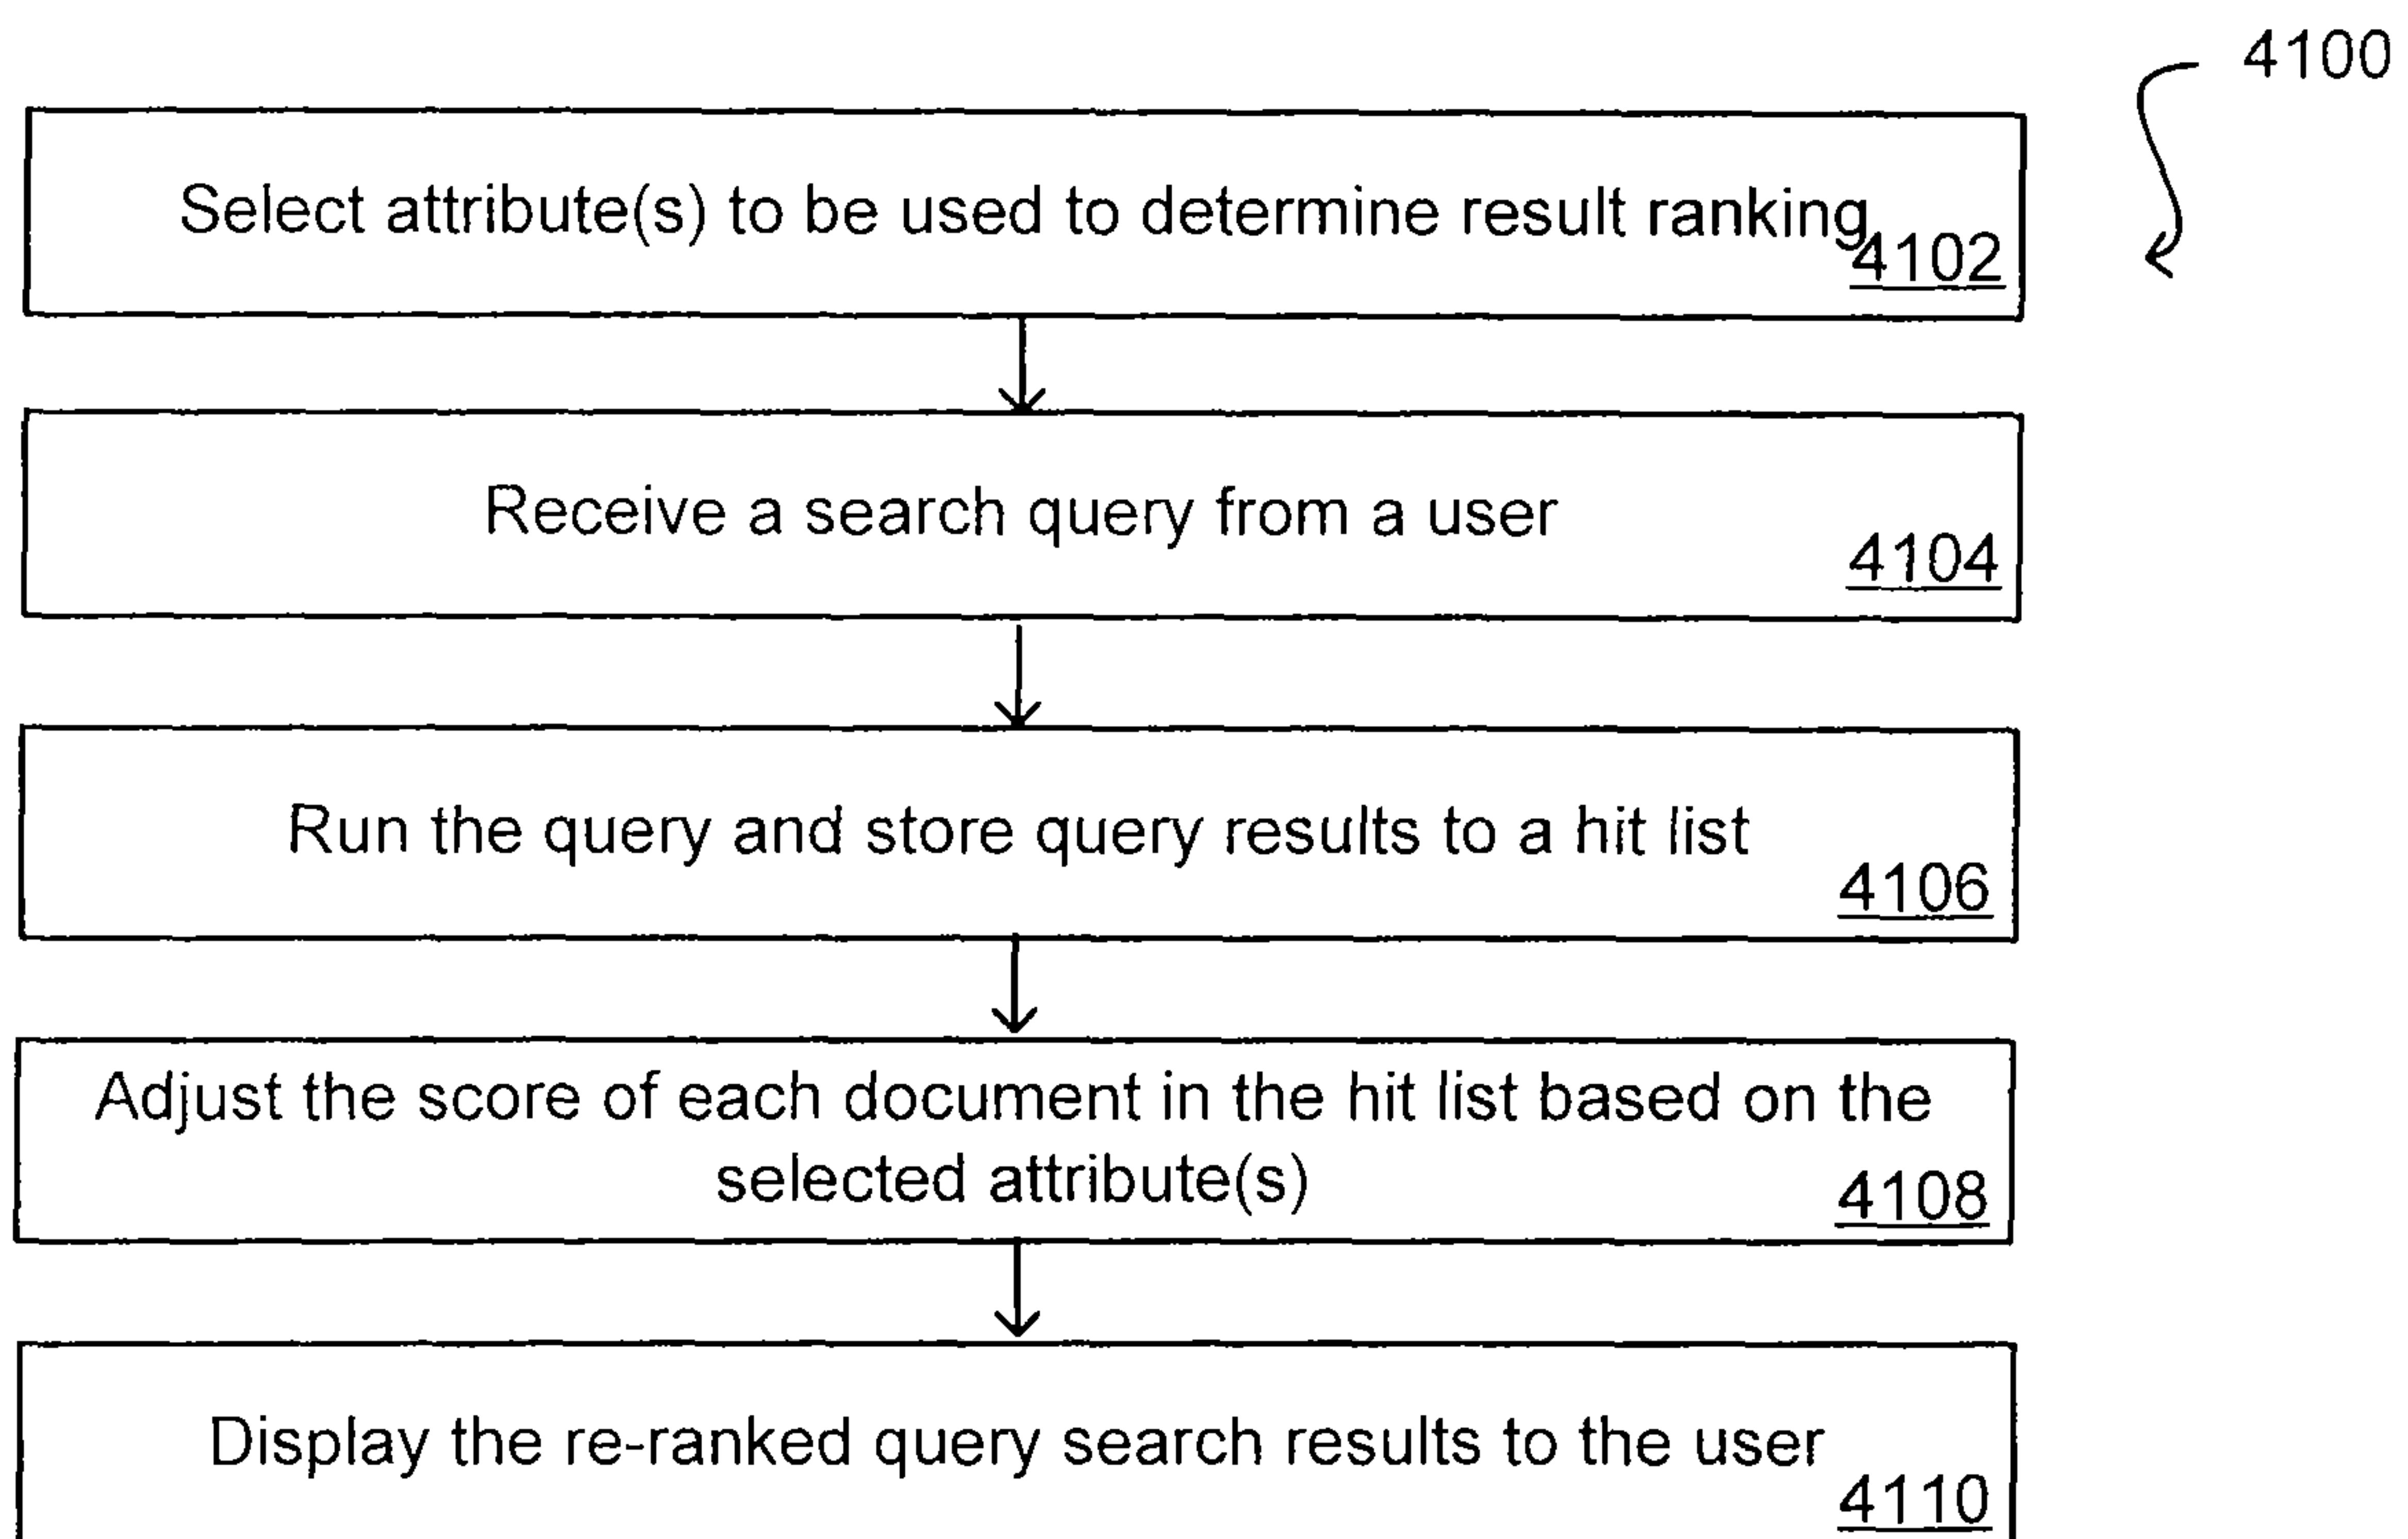 4100
Select attribute(s) to be used to determine result ranking
4102
Receive a search query from a user
4104
Run the query and store query results to a hit list
4106
Adjust the score of each document in the hit list based on the
selected attribute(s)
4108
Display the re-ranked query search results to the user
4110